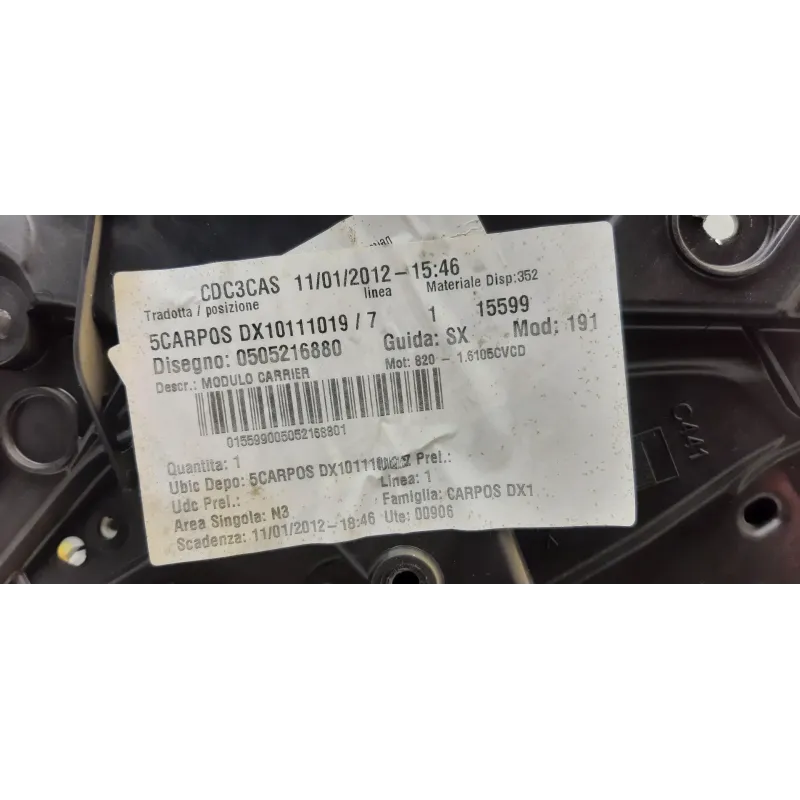 CDC3CAS 11/01/2012-15:46
Tradotta / posizione linea Materiale Disp:352
5CARPOS DX10111019 / 7 1 15599
Disegno: 0505216880 Guida: SX Mod: 191
Descr.: MODULO CARRIER Mot: 820 - 1.6105CVCD
015599005052168801
Quantita: 1
Ubic Depo: 5CARPOS DX101110 Prel.:
Udc Prel.: Linea: 1
Area Singola: N3 Famiglia: CARPOS DX1
Scadenza: 11/01/2012-18:46 Ute: 00906
C441